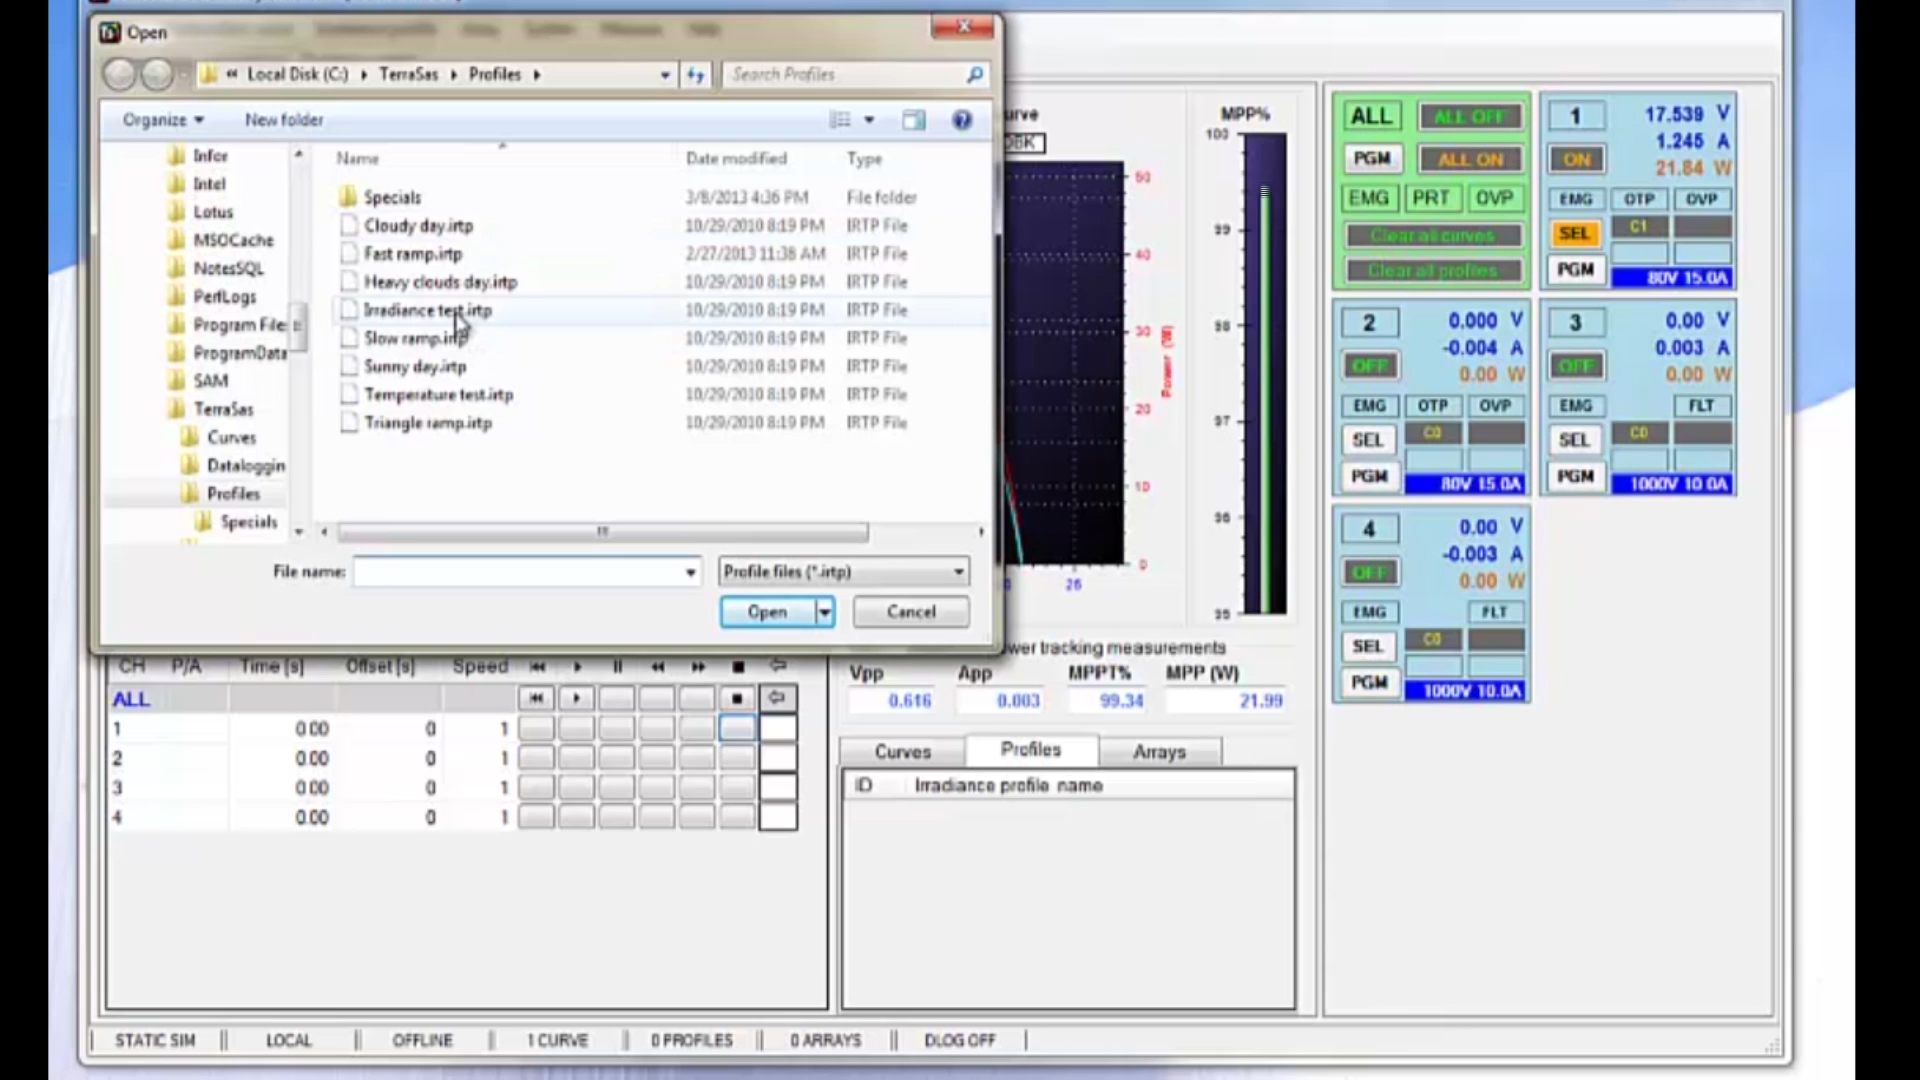 Open
« Local Disk (C:) ▸ TerraSas ▸ Profiles ▸
Search Profiles
Organize ▾ New folder
Infor
Intel
Lotus
MSOCache
NotesSQL
PerfLogs
Program File
ProgramData
SAM
TerraSas
Curves
Dataloggin
Profiles
Specials
Name Date modified Type
Specials 3/8/2013 4:36 PM File folder
Cloudy day.irtp 10/29/2010 8:19 PM IRTP File
Fast ramp.irtp 2/27/2013 11:38 AM IRTP File
Heavy clouds day.irtp 10/29/2010 8:19 PM IRTP File
Irradiance test.irtp 10/29/2010 8:19 PM IRTP File
Slow ramp.irtp 10/29/2010 8:19 PM IRTP File
Sunny day.irtp 10/29/2010 8:19 PM IRTP File
Temperature test.irtp 10/29/2010 8:19 PM IRTP File
Triangle ramp.irtp 10/29/2010 8:19 PM IRTP File
File name:
Profile files (*.irtp)
Open
Cancel
urve
50
40
30
20
10
0
Power (W)
26
MPP%
100
99
98
97
96
95
ALL ALL OFF
PGM ALL ON
EMG PRT OVP
Clear all curves
Clear all profiles
1 17.539 V
1.245 A
ON 21.84 W
EMG OTP OVP
SEL C1
PGM 80V 15.0A
2 0.000 V
-0.004 A
OFF 0.00 W
EMG OTP OVP
SEL C0
PGM 80V 15.0A
3 0.00 V
0.003 A
OFF 0.00 W
EMG FLT
SEL C0
PGM 1000V 10.0A
4 0.00 V
-0.003 A
OFF 0.00 W
EMG FLT
SEL C0
PGM 1000V 10.0A
CH P/A Time [s] Offset [s] Speed
ALL
1 0.00 0 1
2 0.00 0 1
3 0.00 0 1
4 0.00 0 1
wer tracking measurements
Vpp App MPPT% MPP (W)
0.616 0.003 99.34 21.99
Curves Profiles Arrays
ID Irradiance profile name
STATIC SIM LOCAL OFFLINE 1 CURVE 0 PROFILES 0 ARRAYS DLOG OFF